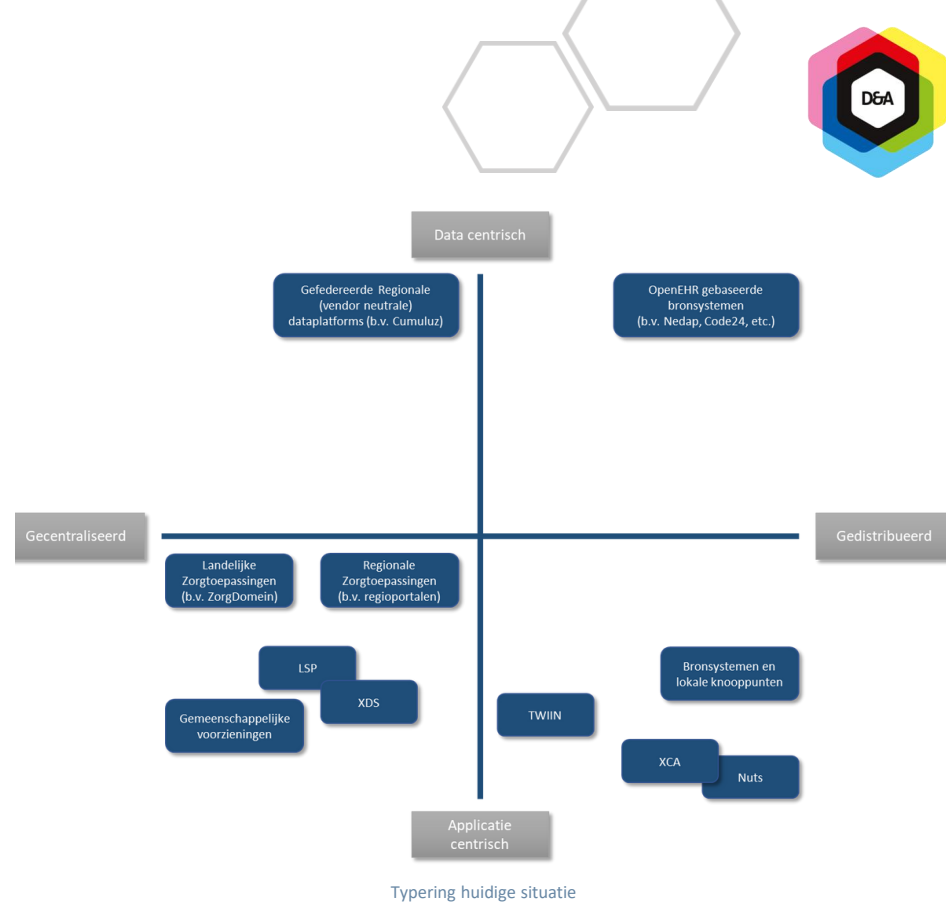 D&A
Data centrisch
Gefedereerde Regionale
(vendor neutrale)
dataplatforms (b.v. Cumuluz)
OpenEHR gebaseerde
bronsystemen
(b.v. Nedap, Code24, etc.)
Gecentraliseerd
Gedistribueerd
Landelijke
Zorgtoepassingen
(b.v. ZorgDomein)
Regionale
Zorgtoepassingen
(b.v. regioportalen)
LSP
XDS
Gemeenschappelijke
voorzieningen
Bronsystemen en
lokale knooppunten
TWIIN
XCA
Nuts
Applicatie
centrisch
Typering huidige situatie